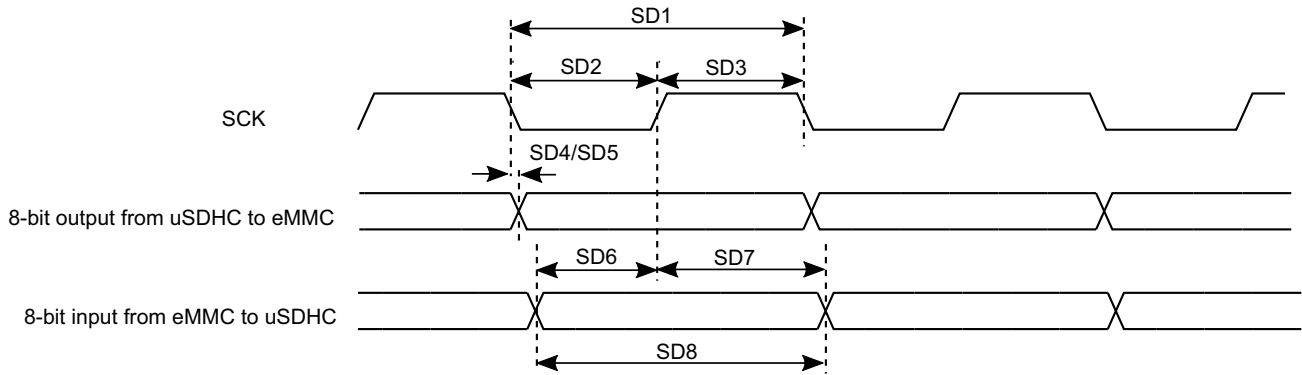 SD1
SD2 SD3
SCK
SD4/SD5
8-bit output from uSDHC to eMMC
SD6 SD7
8-bit input from eMMC to uSDHC
SD8